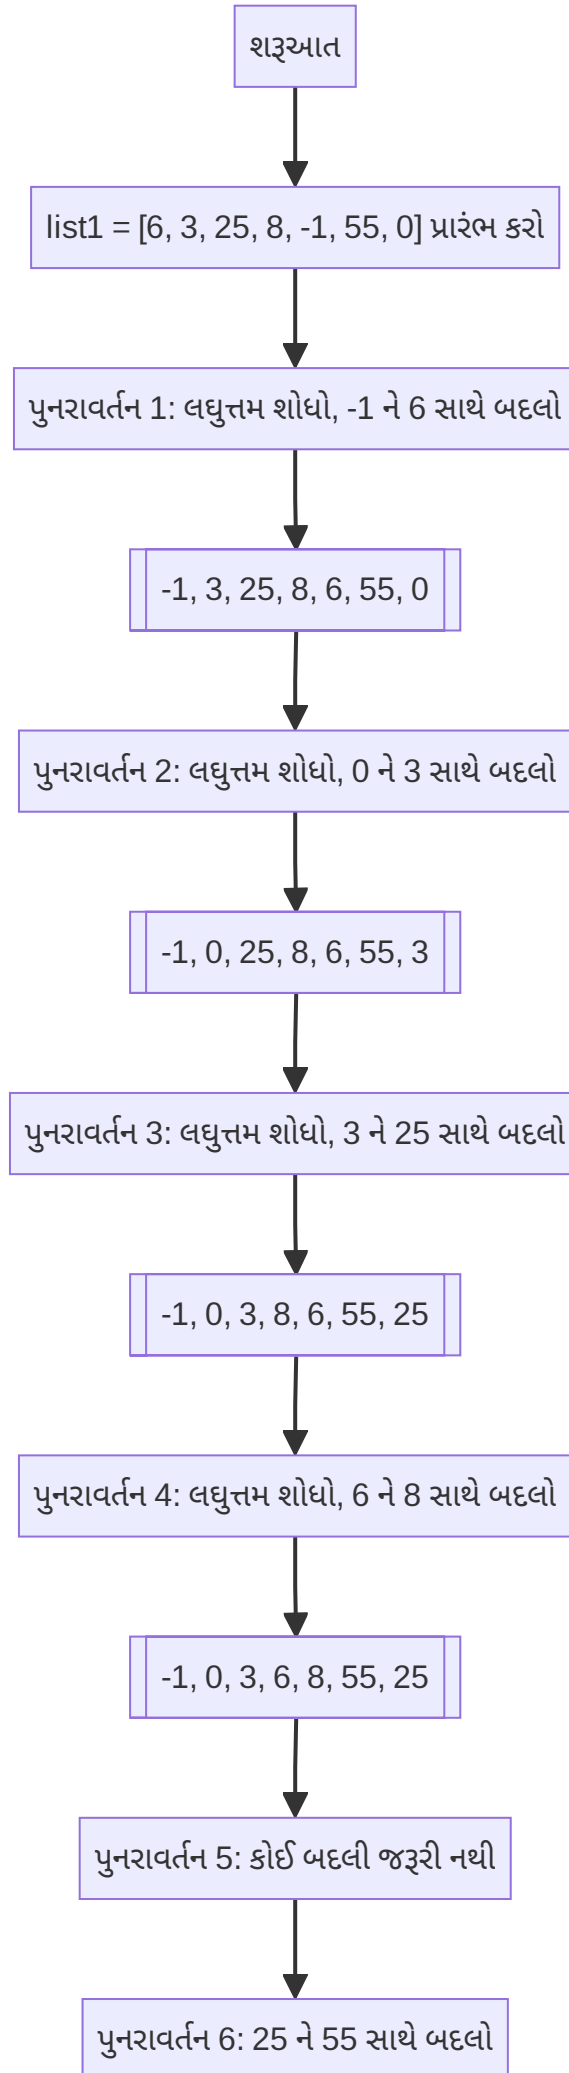 શરૂઆત
list1 = [6, 3, 25, 8, -1, 55, 0] પ્રારંભ કરો
પુનરાવર્તન 1: લઘુત્તમ શોધો, -1 ને 6 સાથે બદલો
-1, 3, 25, 8, 6, 55, 0
પુનરાવર્તન 2: લઘુત્તમ શોધો, 0 ને 3 સાથે બદલો
-1, 0, 25, 8, 6, 55, 3
પુનરાવર્તન 3: લઘુત્તમ શોધો, 3 ને 25 સાથે બદલો
-1, 0, 3, 8, 6, 55, 25
પુનરાવર્તન 4: લઘુત્તમ શોધો, 6 ને 8 સાથે બદલો
-1, 0, 3, 6, 8, 55, 25
પુનરાવર્તન 5: કોઈ બદલી જરૂરી નથી
પુનરાવર્તન 6: 25 ને 55 સાથે બદલો